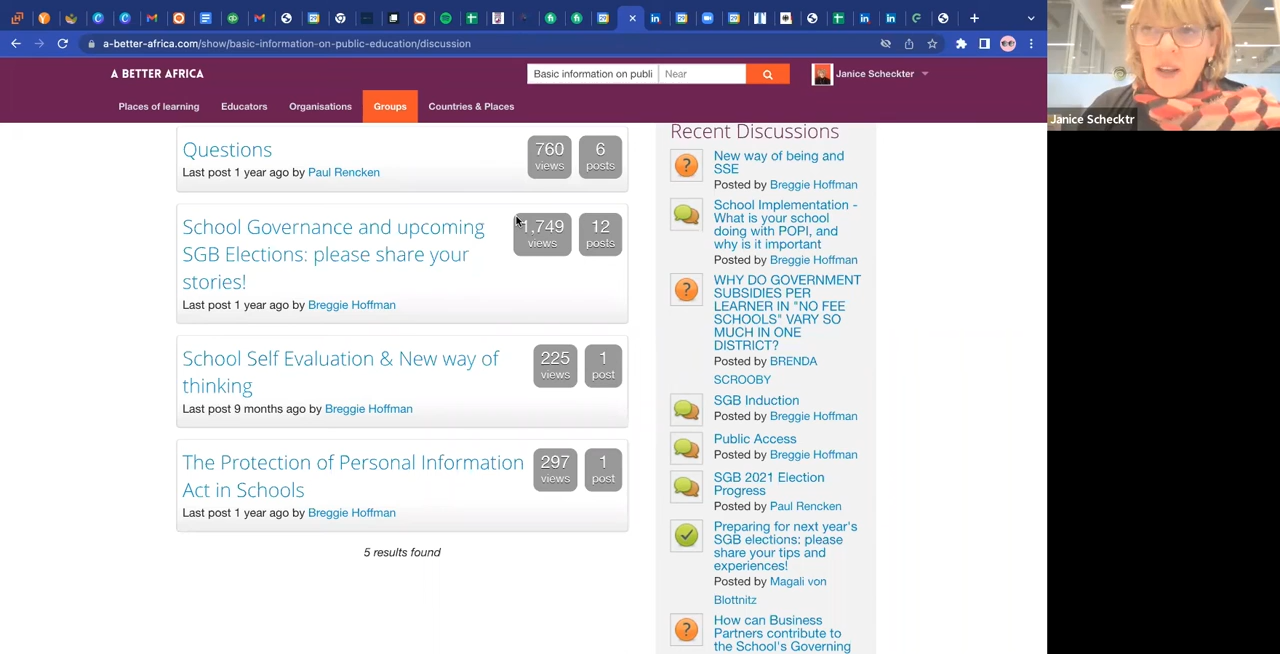 a-better-africa.com/show/basic-information-on-public-education/discussion
A BETTER AFRICA
Basic information on publi
Near
Janice Scheckter
Places of learning
Educators
Organisations
Groups
Countries & Places
Questions
Last post 1 year ago by Paul Rencken
760
views
6
posts
School Governance and upcoming
SGB Elections: please share your
stories!
Last post 1 year ago by Breggie Hoffman
1,749
views
12
posts
School Self Evaluation & New way of
thinking
Last post 9 months ago by Breggie Hoffman
225
views
1
post
The Protection of Personal Information
Act in Schools
Last post 1 year ago by Breggie Hoffman
297
views
1
post
5 results found
Recent Discussions
New way of being and
SSE
Posted by Breggie Hoffman
School Implementation -
What is your school
doing with POPI, and
why is it important
Posted by Breggie Hoffman
WHY DO GOVERNMENT
SUBSIDIES PER
LEARNER IN "NO FEE
SCHOOLS" VARY SO
MUCH IN ONE
DISTRICT?
Posted by BRENDA
SCROOBY
SGB Induction
Posted by Breggie Hoffman
Public Access
Posted by Breggie Hoffman
SGB 2021 Election
Progress
Posted by Paul Rencken
Preparing for next year's
SGB elections: please
share your tips and
experiences!
Posted by Magali von
Blottnitz
How can Business
Partners contribute to
the School's Governing
Janice Schecktr